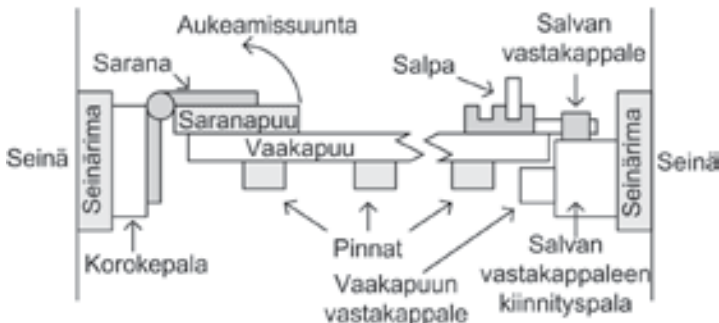 Aukeamissuunta
Sarana
Salpa
Salvan
vastakappale
Saranapuu
Vaakapuu
Seinä
Seinärima
Seinärima
Seinä
Korokepala
Pinnat
Vaakapuun
vastakappale
Salvan
vastakappaleen
kiinnityspala